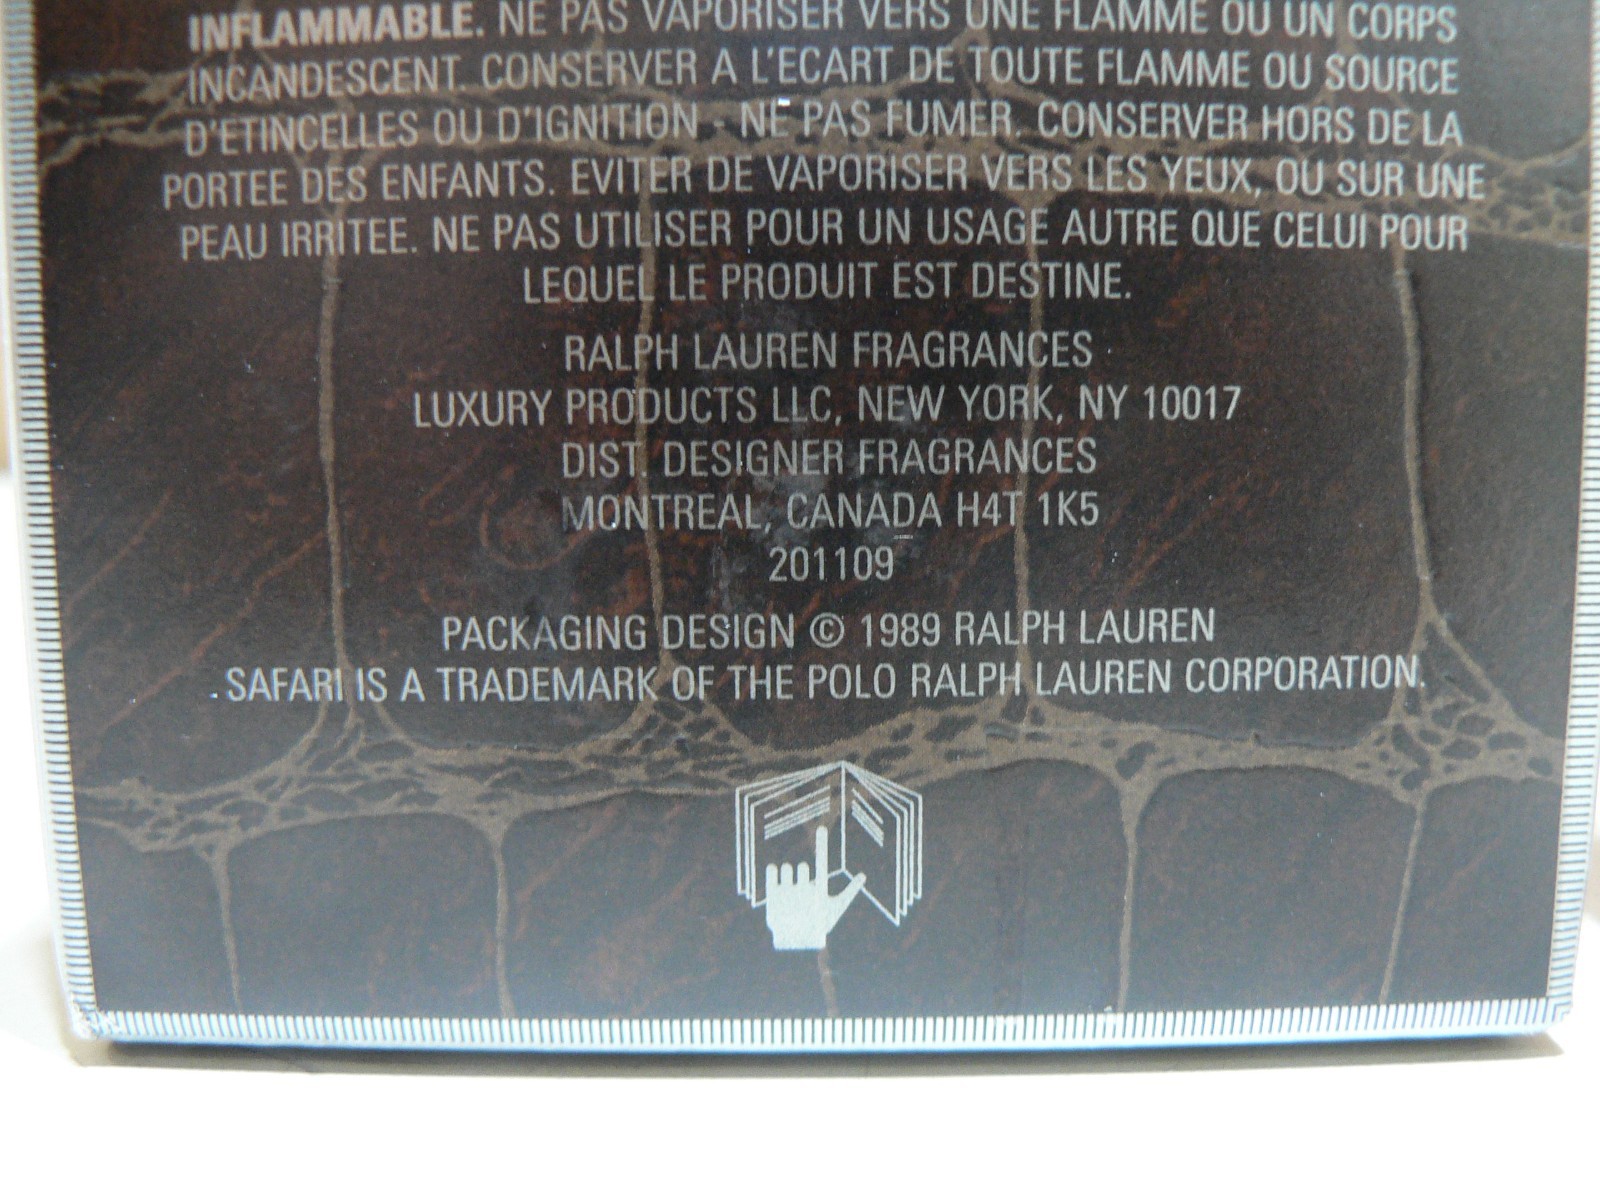 INFLAMMABLE. NE PAS VAPORISER VERS UNE FLAMME OU UN CORPS
INCANDESCENT. CONSERVER A L'ECART DE TOUTE FLAMME OU SOURCE
D'ETINCELLES OU D'IGNITION - NE PAS FUMER. CONSERVER HORS DE LA
PORTEE DES ENFANTS. EVITER DE VAPORISER VERS LES YEUX, OU SUR UNE
PEAU IRRITEE. NE PAS UTILISER POUR UN USAGE AUTRE QUE CELUI POUR
LEQUEL LE PRODUIT EST DESTINE.
RALPH LAUREN FRAGRANCES
LUXURY PRODUCTS LLC, NEW YORK, NY 10017
DIST. DESIGNER FRAGRANCES
MONTREAL, CANADA H4T 1K5
201109
PACKAGING DESIGN © 1989 RALPH LAUREN
SAFARI IS A TRADEMARK OF THE POLO RALPH LAUREN CORPORATION.